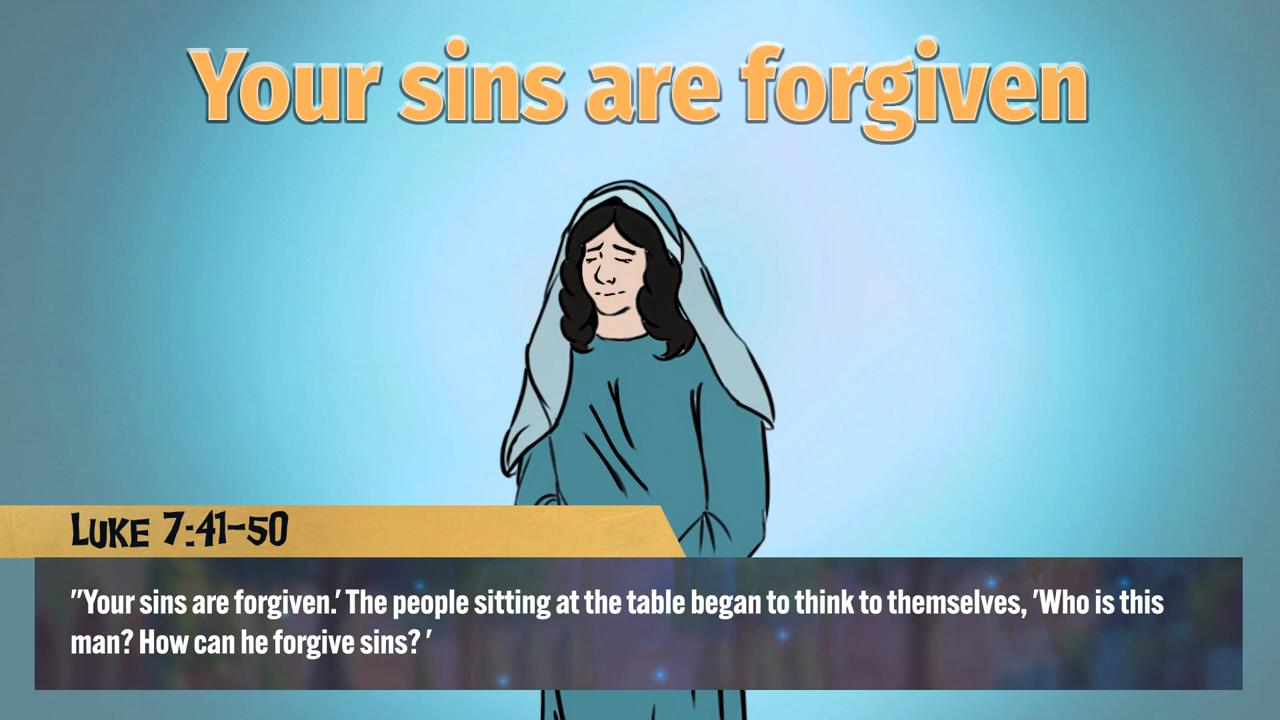 Your sins are forgiven
LUKE 7:41-50
"Your sins are forgiven.' The people sitting at the table began to think to themselves, 'Who is this
man? How can he forgive sins? '